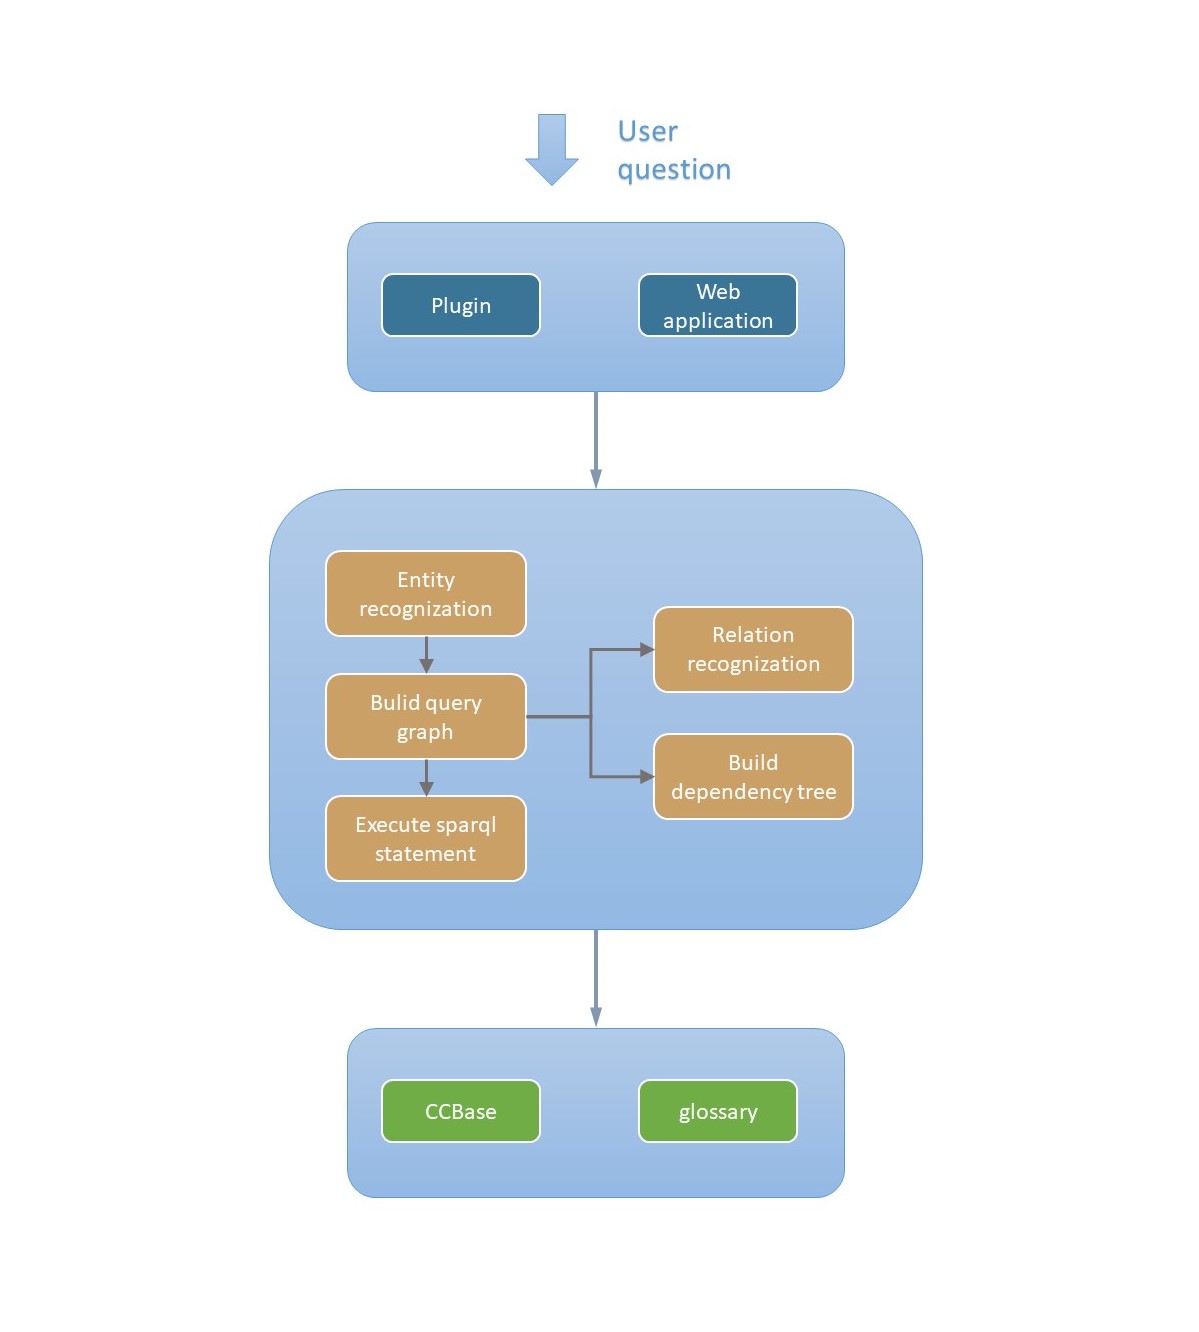 User
question
Plugin
Web
application
Entity
recognization
Bulid query
graph
Execute sparql
statement
Relation
recognization
Build
dependency tree
CCBase
glossary